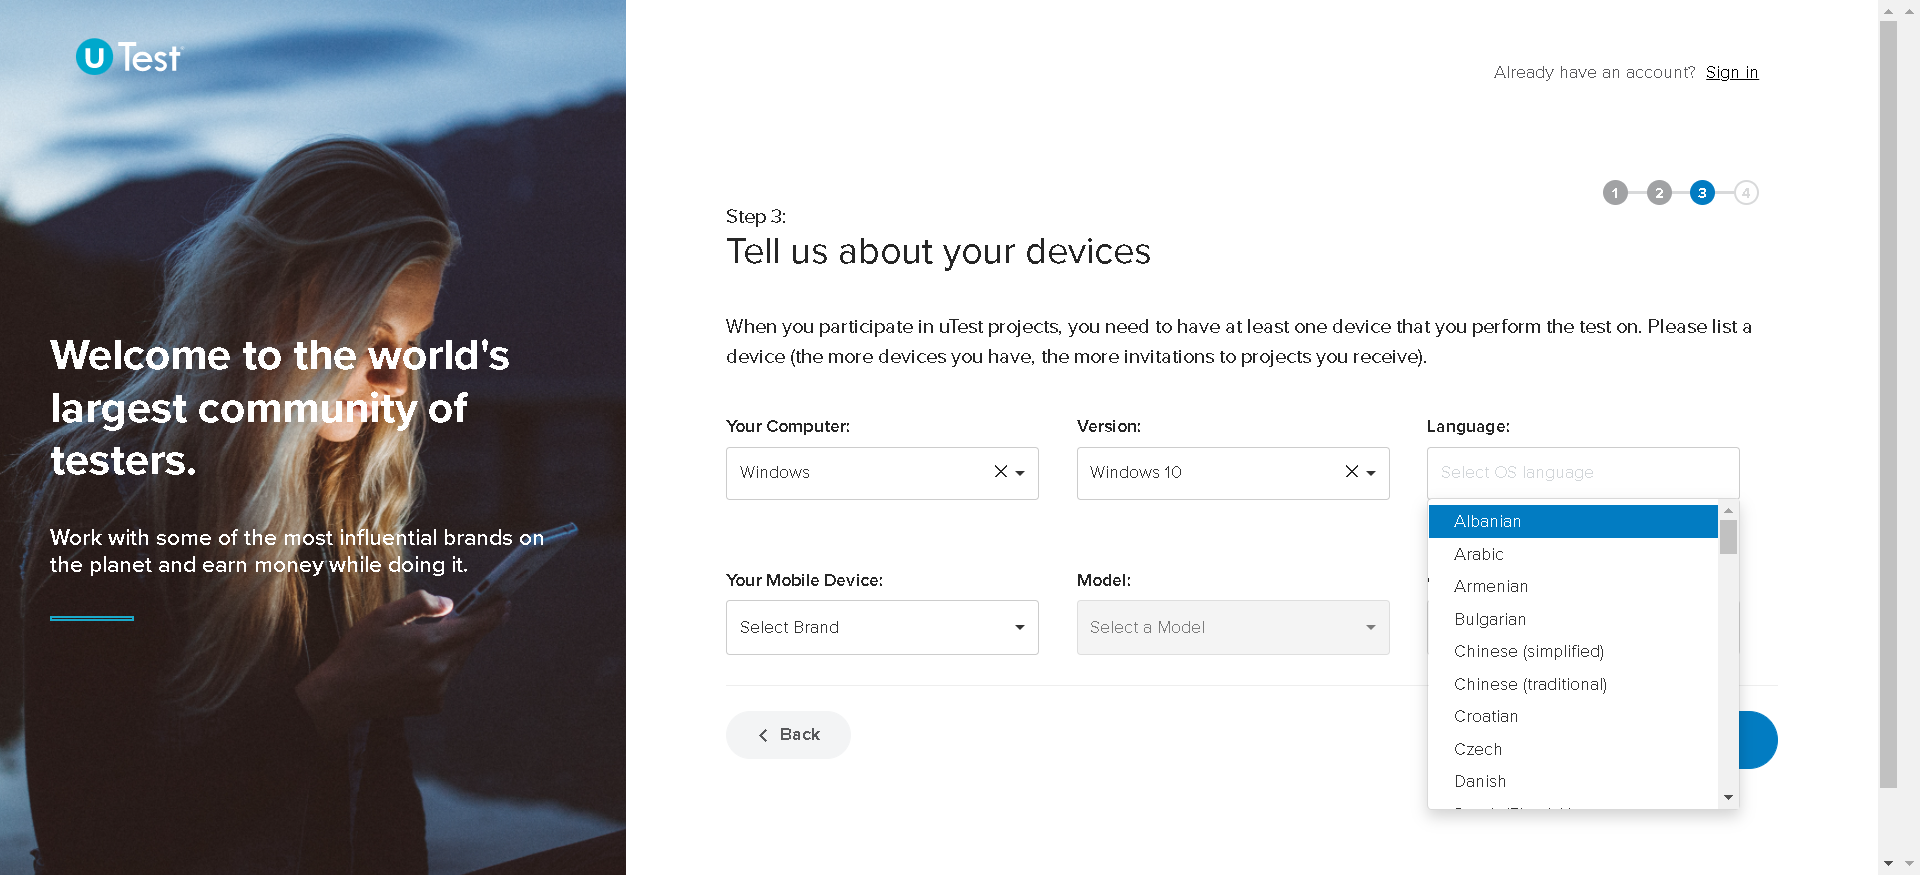 U Test
Already have an account? Sign in
1 2 3 4
Step 3:
Tell us about your devices
When you participate in uTest projects, you need to have at least one device that you perform the test on. Please list a
device (the more devices you have, the more invitations to projects you receive).
Welcome to the world's
largest community of
testers.
Work with some of the most influential brands on
the planet and earn money while doing it.
Your Computer: Version: Language:
Windows Windows 10 Select OS language
Albanian
Arabic
Armenian
Bulgarian
Chinese (simplified)
Chinese (traditional)
Croatian
Czech
Danish
Your Mobile Device: Model:
Select Brand Select a Model
Back